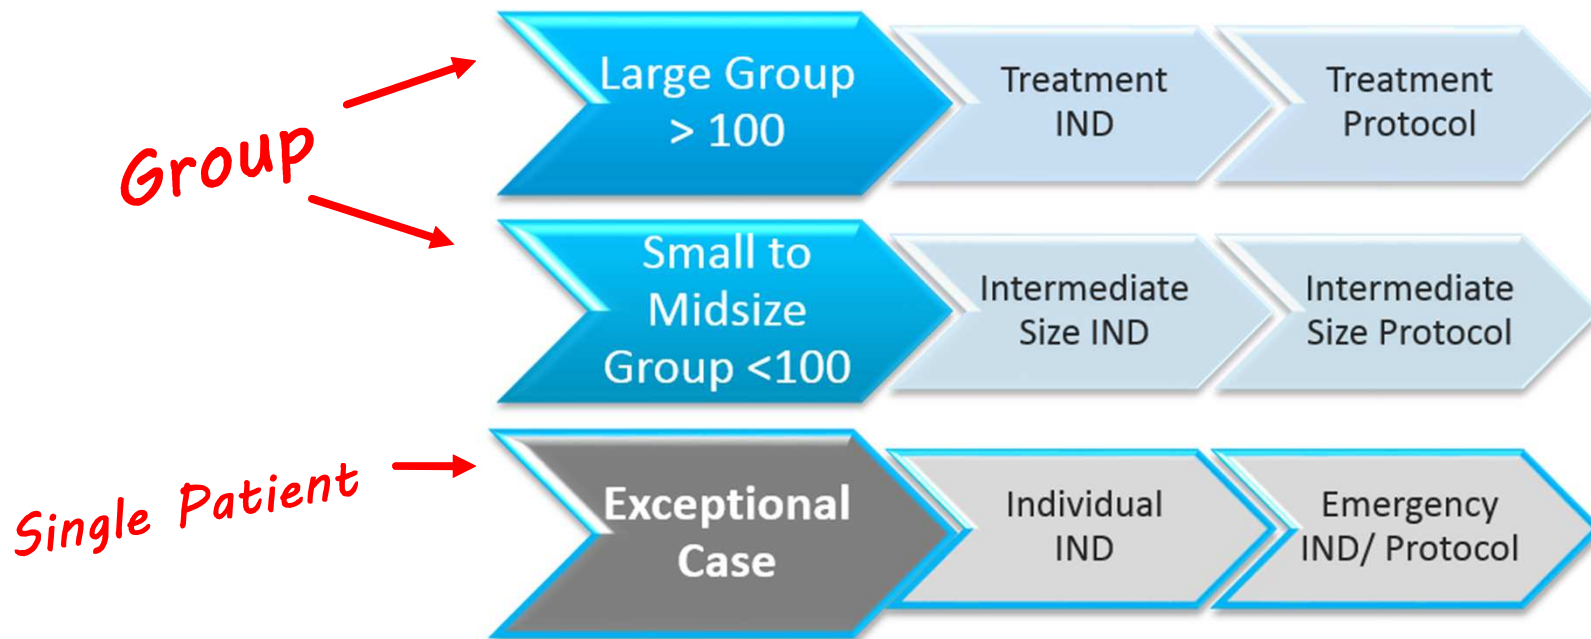 Group
Large Group
> 100
Treatment
IND
Treatment
Protocol
Small to
Midsize
Group <100
Intermediate
Size IND
Intermediate
Size Protocol
Single Patient
Exceptional
Case
Individual
IND
Emergency
IND/ Protocol